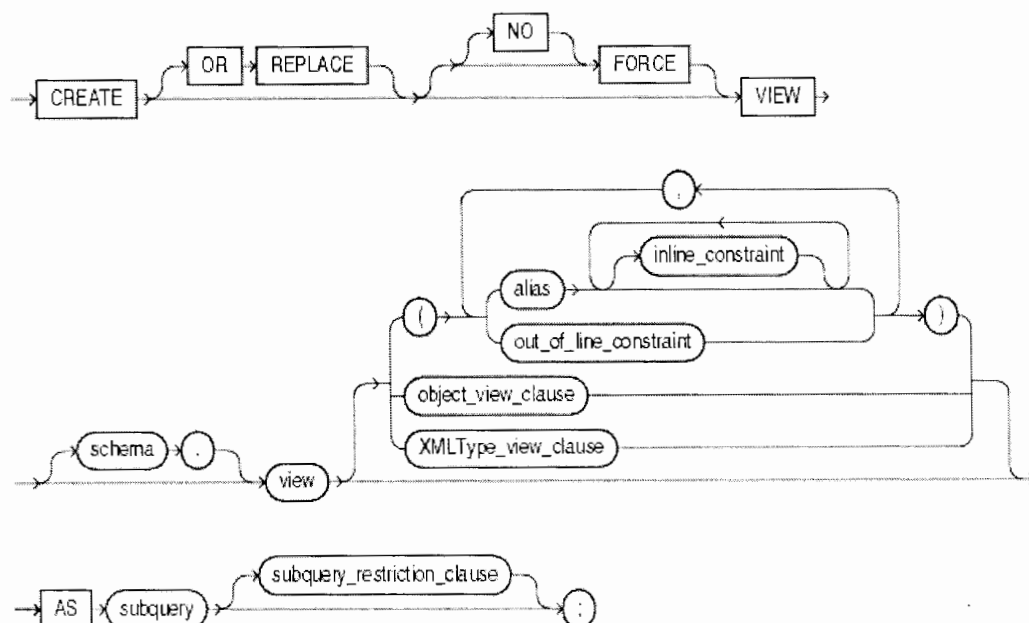 NO
OR REPLACE FORCE
CREATE VIEW
,
inline_constraint
alias
( )
out_of_line_constraint
object_view_clause
schema . XMLType_view_clause
view
subquery_restriction_clause
AS subquery ;